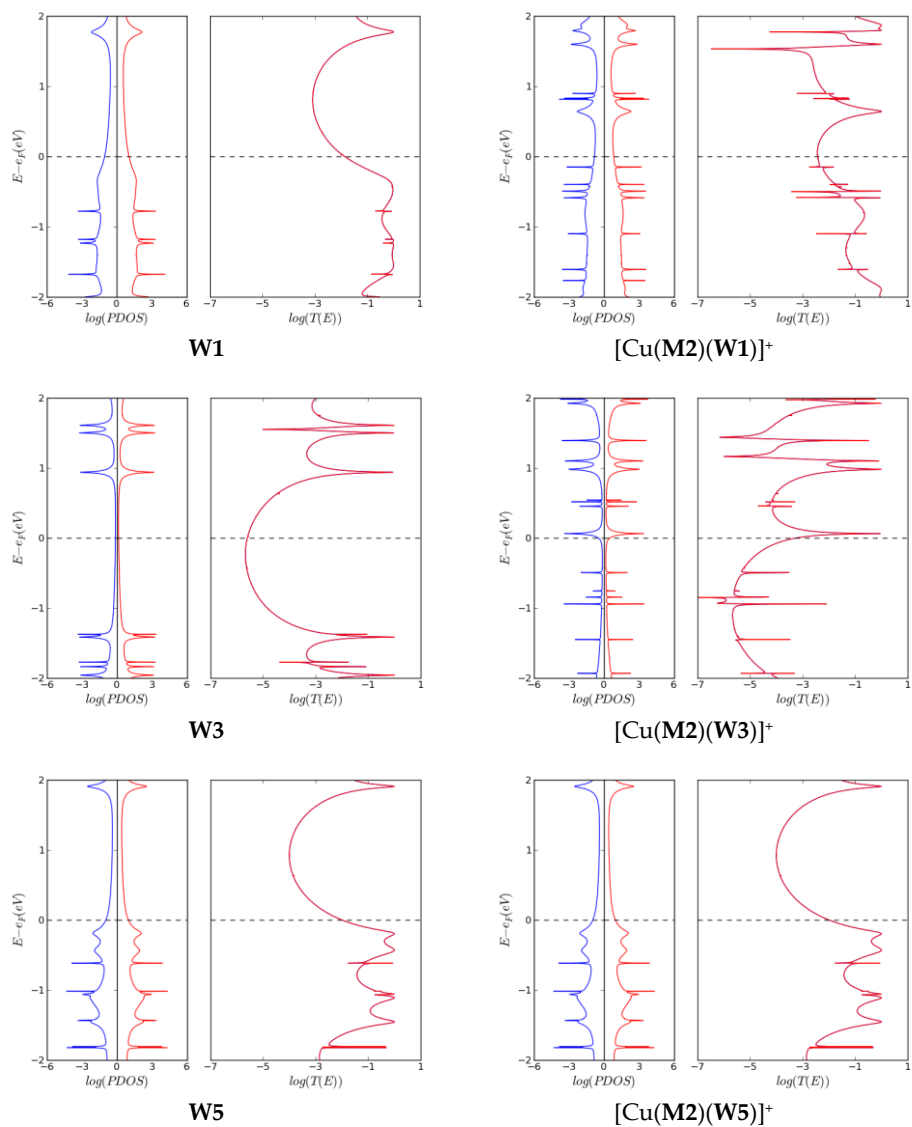 2
1
0
−1
−2
E−e_F(eV)
−6 −3 0 3 6
log(PDOS)
−7 −5 −3 −1 1
log(T(E))
W1
2
1
0
−1
−2
E−e_F(eV)
−6 −3 0 3 6
log(PDOS)
−7 −5 −3 −1 1
log(T(E))
[Cu(M2)(W1)]⁺
2
1
0
−1
−2
E−e_F(eV)
−6 −3 0 3 6
log(PDOS)
−7 −5 −3 −1 1
log(T(E))
W3
2
1
0
−1
−2
E−e_F(eV)
−6 −3 0 3 6
log(PDOS)
−7 −5 −3 −1 1
log(T(E))
[Cu(M2)(W3)]⁺
2
1
0
−1
−2
E−e_F(eV)
−6 −3 0 3 6
log(PDOS)
−7 −5 −3 −1 1
log(T(E))
W5
2
1
0
−1
−2
E−e_F(eV)
−6 −3 0 3 6
log(PDOS)
−7 −5 −3 −1 1
log(T(E))
[Cu(M2)(W5)]⁺